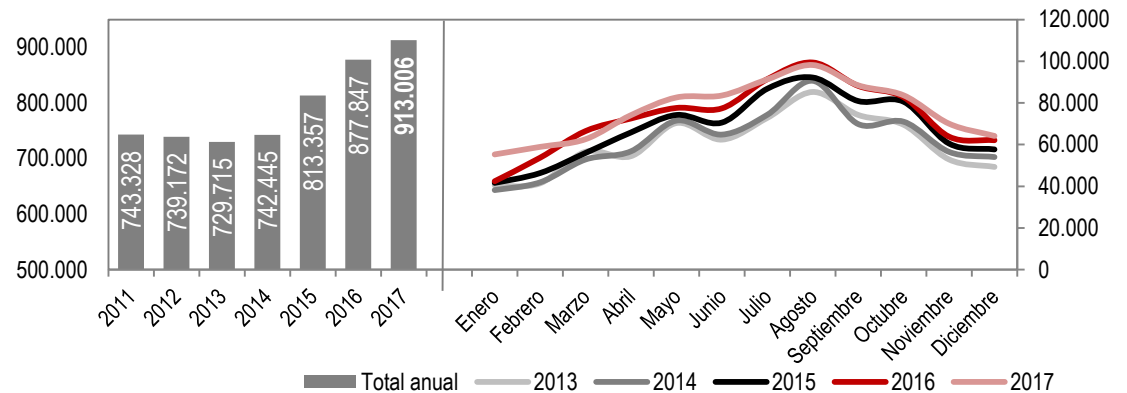 900.000
800.000
700.000
600.000
500.000
743.328
739.172
729.715
742.445
813.357
877.847
913.006
2011
2012
2013
2014
2015
2016
2017
120.000
100.000
80.000
60.000
40.000
20.000
0
Enero
Febrero
Marzo
Abril
Mayo
Junio
Julio
Agosto
Septiembre
Octubre
Noviembre
Diciembre
Total anual 2013 2014 2015 2016 2017